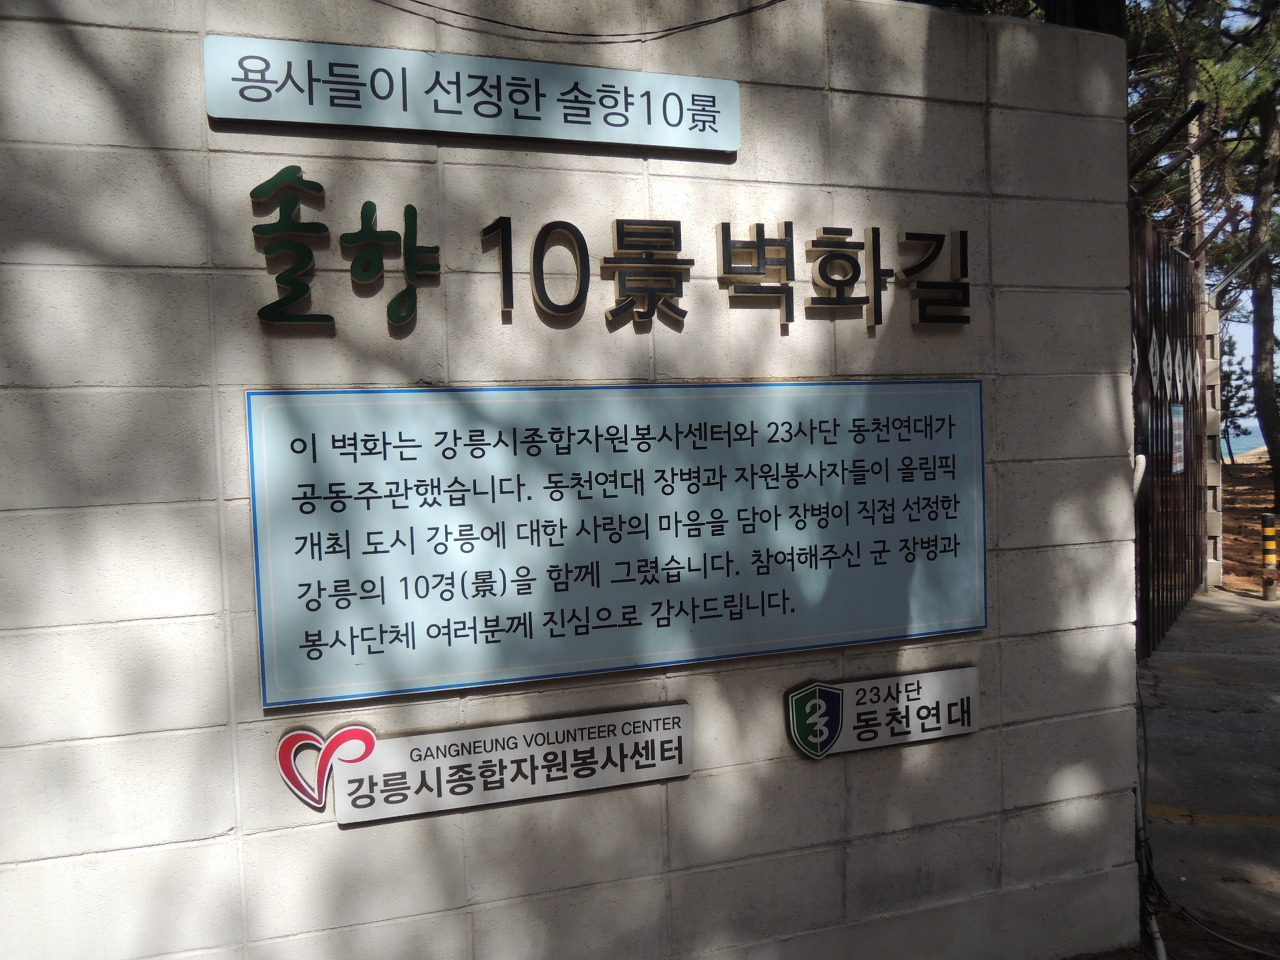 용사들이 선정한 솔향10景
솔향 10景 벽화길
이 벽화는 강릉시종합자원봉사센터와 23사단 동천연대가
공동주관했습니다. 동천연대 장병과 자원봉사자들이 올림픽
개최 도시 강릉에 대한 사랑의 마음을 담아 장병이 직접 선정한
강릉의 10경(景)을 함께 그렸습니다. 참여해주신 군 장병과
봉사단체 여러분께 진심으로 감사드립니다.
GANGNEUNG VOLUNTEER CENTER
강릉시종합자원봉사센터
23
23사단
동천연대